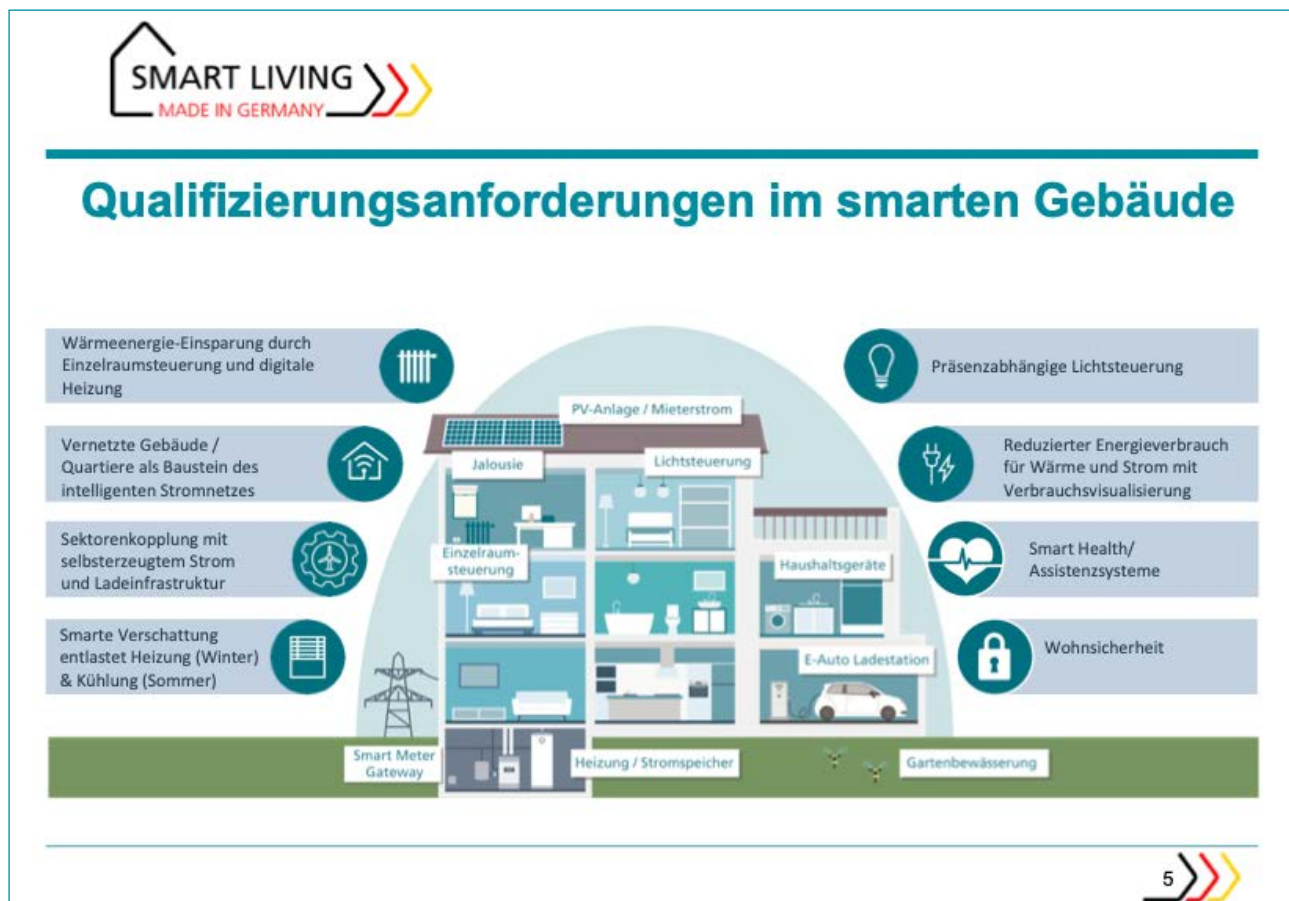 SMART LIVING
MADE IN GERMANY
Qualifizierungsanforderungen im smarten Gebäude
Wärmeenergie-Einsparung durch
Einzelraumsteuerung und digitale
Heizung
Vernetzte Gebäude /
Quartiere als Baustein des
intelligenten Stromnetzes
Sektorenkopplung mit
selbsterzeugtem Strom
und Ladeinfrastruktur
Smarte Verschattung
entlastet Heizung (Winter)
& Kühlung (Sommer)
PV-Anlage / Mieterstrom
Jalousie
Lichtsteuerung
Einzelraum-
steuerung
Haushaltsgeräte
E-Auto Ladestation
Smart Meter
Gateway
Heizung / Stromspeicher
Gartenbewässerung
Präsenzabhängige Lichtsteuerung
Reduzierter Energieverbrauch
für Wärme und Strom mit
Verbrauchsvisualisierung
Smart Health/
Assistenzsysteme
Wohnsicherheit
5